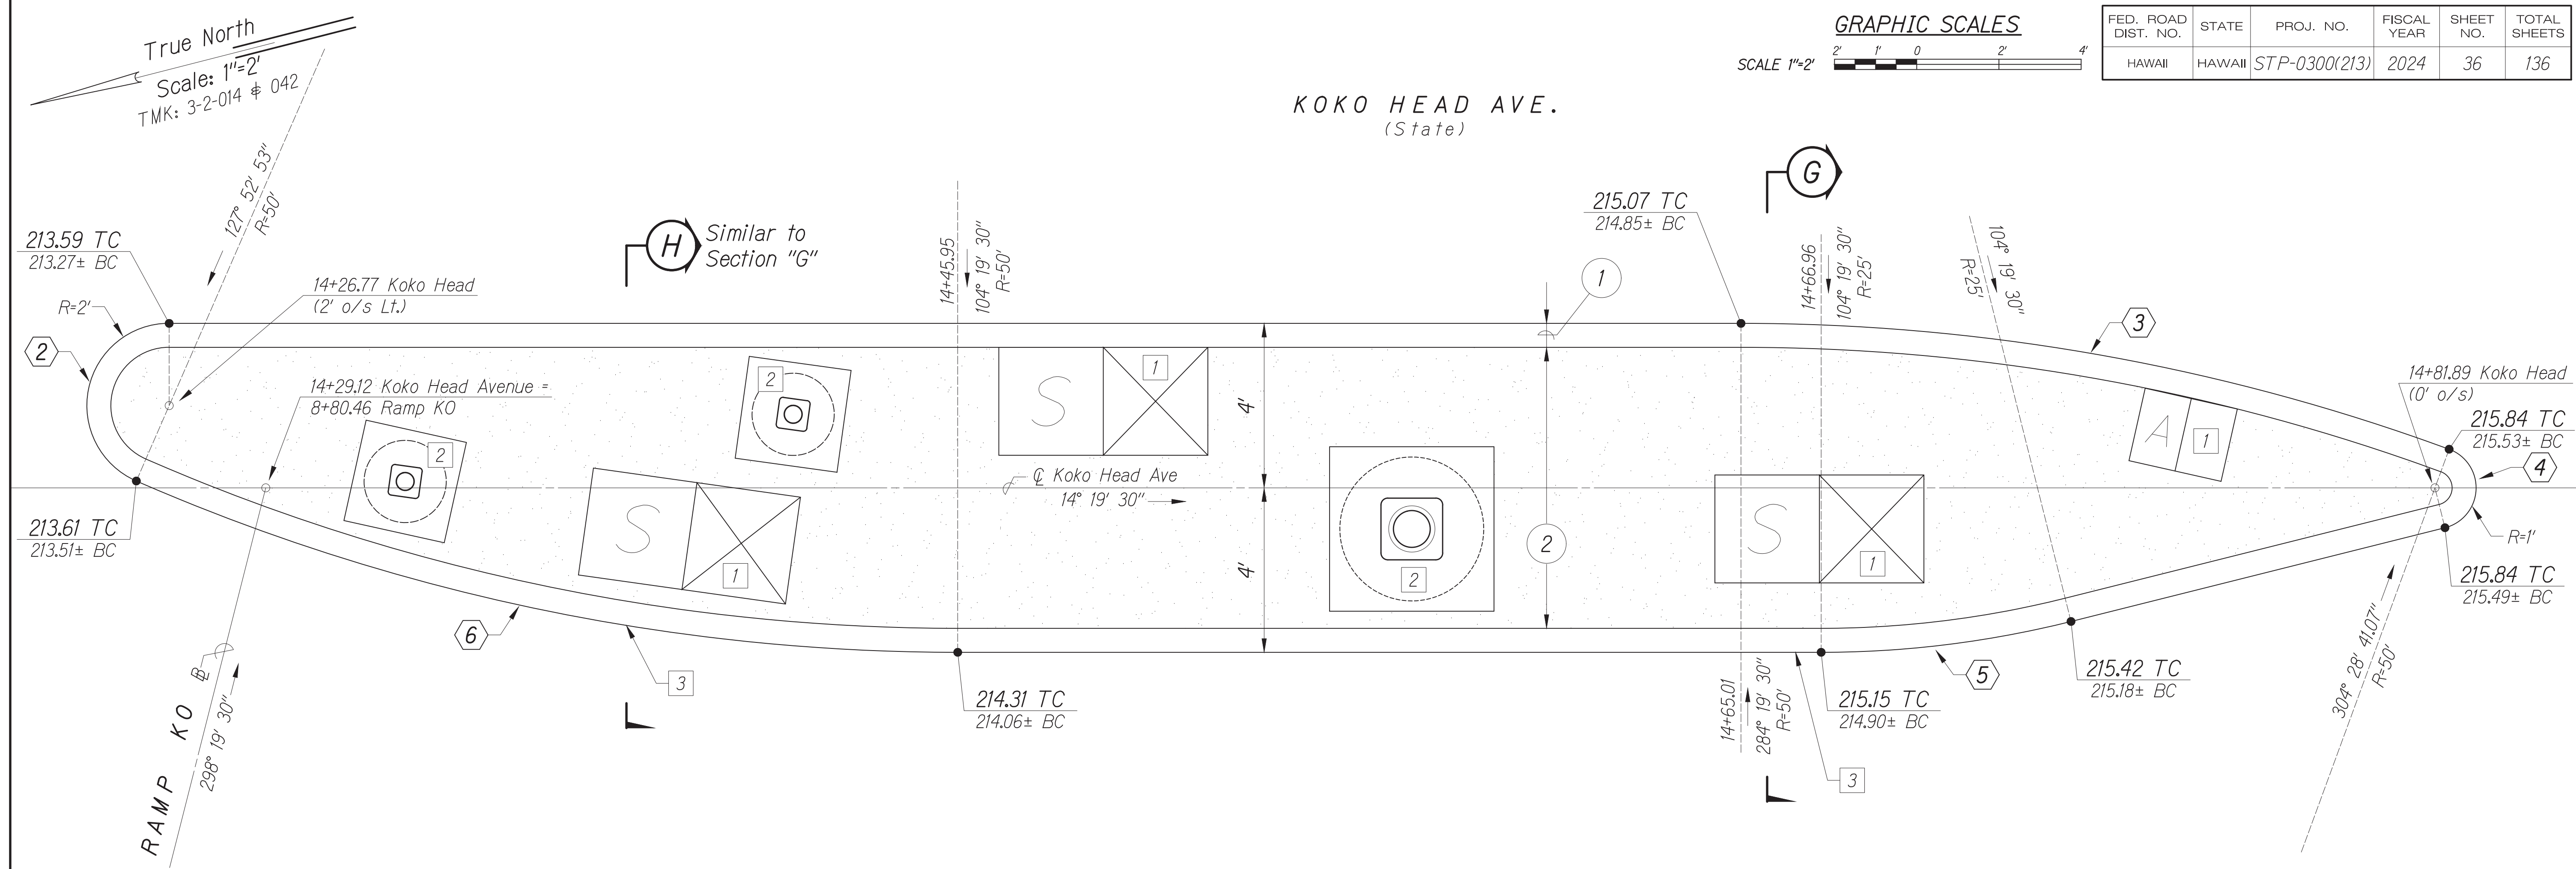 True North
Scale: 1"=2'
TMK: 3-2-014 & 042
GRAPHIC SCALES
SCALE 1"=2'
2' 1' 0 2' 4'
FED. ROAD DIST. NO.
STATE
PROJ. NO.
FISCAL YEAR
SHEET NO.
TOTAL SHEETS
HAWAII
HAWAII
STP-0300(213)
2024
36
136
KOKO HEAD AVE.
(State)
127° 52' 53"
R=50'
213.59 TC
213.27± BC
R=2'
2
14+26.77 Koko Head
(2' o/s Lt.)
14+29.12 Koko Head Avenue =
8+80.46 Ramp KO
H
Similar to
Section "G"
14+45.95
104° 19' 30"
R=50'
215.07 TC
214.85± BC
1
G
14+66.96
104° 19' 30"
R=25'
104° 19' 30"
R=25'
3
14+81.89 Koko Head
(0' o/s)
215.84 TC
215.53± BC
4
R=1'
215.84 TC
215.49± BC
2
2
S
1
4'
A
1
℄ Koko Head Ave
14° 19' 30"
S
1
4'
2
2
S
1
213.61 TC
213.51± BC
6
3
214.31 TC
214.06± BC
14+65.01
284° 19' 30"
R=50'
215.15 TC
214.90± BC
3
5
215.42 TC
215.18± BC
304° 28' 41.07"
R=50'
RAMP KO
BL
298° 19' 30"